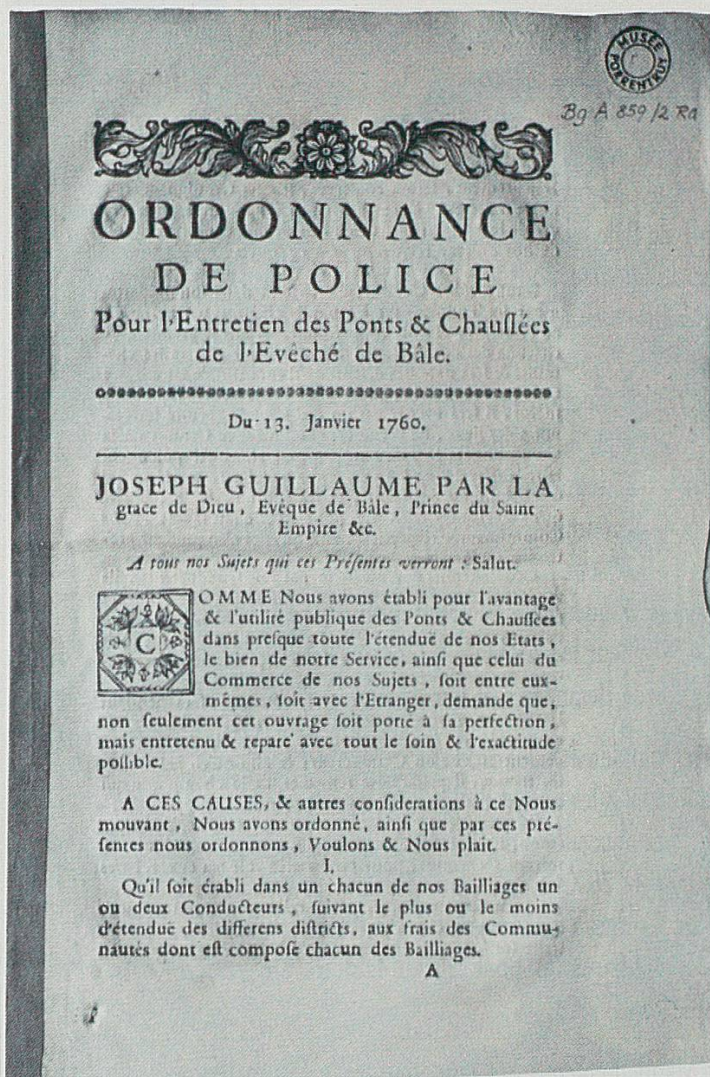 MUSÉE
PORRENTRUY
Bg A 859/2 Ra
ORDONNANCE
DE POLICE
Pour l'Entretien des Ponts & Chauſſées
de l'Evêché de Bâle.
Du 13. Janvier 1760.
JOSEPH GUILLAUME PAR LA
grace de Dieu, Evêque de Bâle, Prince du Saint
Empire &c.
A tous nos Sujets qui ces Préſentes verront : Salut.
COMME Nous avons établi pour l'avantage
& l'utilité publique des Ponts & Chauſſées
dans preſque toute l'étenduë de nos Etats,
le bien de notre Service, ainſi que celui du
Commerce de nos Sujets, ſoit entre eux-
mêmes, ſoit avec l'Etranger, demande que,
non ſeulement cet ouvrage ſoit porté à ſa perfection,
mais entretenu & reparé avec tout le ſoin & l'exactitude
poſſible.
A CES CAUSES, & autres conſiderations à ce Nous
mouvant, Nous avons ordonné, ainſi que par ces pré-
ſentes nous ordonnons, Voulons & Nous plait.
I.
Qu'il ſoit établi dans un chacun de nos Bailliages un
ou deux Conducteurs, ſuivant le plus ou le moins
d'étenduë des differens diſtricts, aux frais des Commu-
nautés dont eſt compoſé chacun des Bailliages.
A